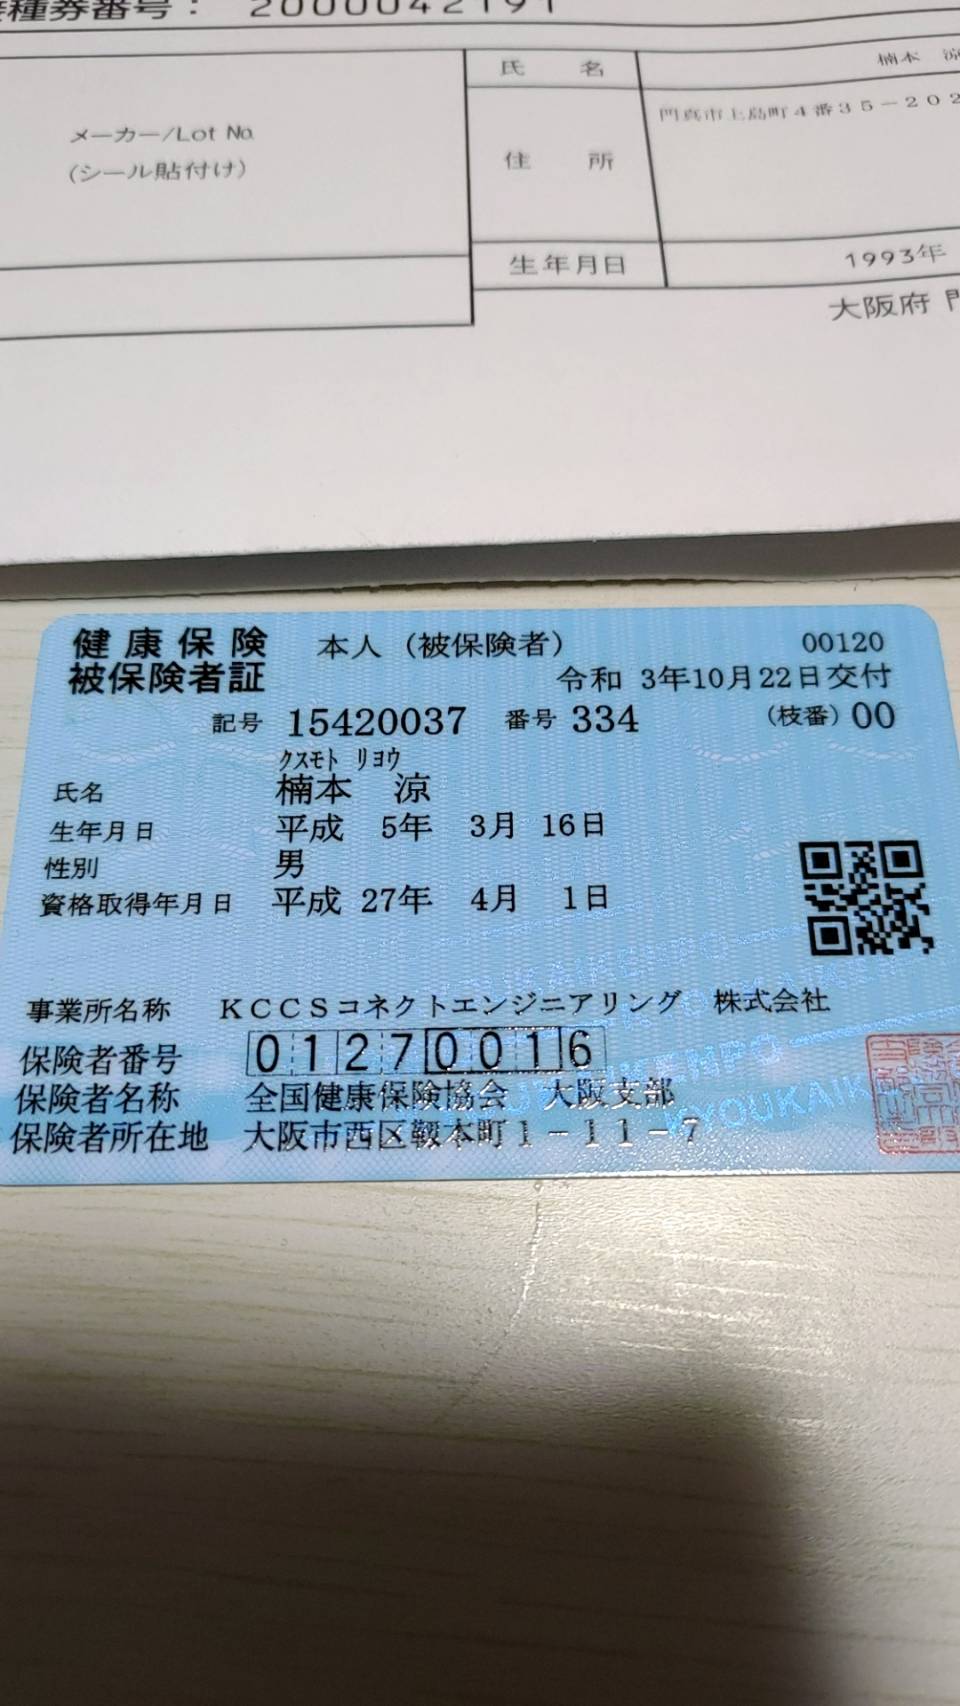 種券番号： 2000042191
メーカー/Lot No.
(シール貼付け)
氏 名
楠本 涼
住 所
門真市上島町4番35-202
生年月日
1993年
大阪府 門
健康保険
被保険者証
本人（被保険者）
00120
令和 3年10月22日交付
記号 15420037 番号 334 (枝番) 00
クスモト リヨウ
氏名 楠本 涼
生年月日 平成 5年 3月 16日
性別 男
資格取得年月日 平成 27年 4月 1日
事業所名称 KCCSコネクトエンジニアリング 株式会社
保険者番号 01270016
保険者名称 全国健康保険協会 大阪支部
保険者所在地 大阪市西区靱本町1-11-7